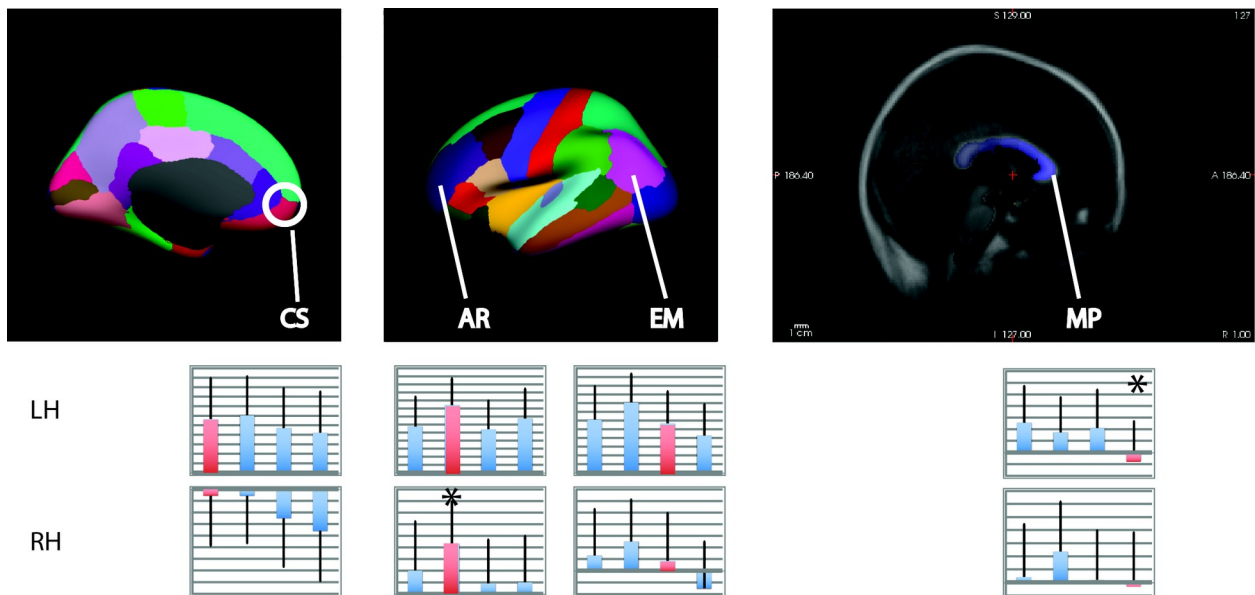 S 129.00
127
P 186.40
A 186.40
CS
AR
EM
MP
1 cm
I 127.00
R 1.00
LH
*
RH
*